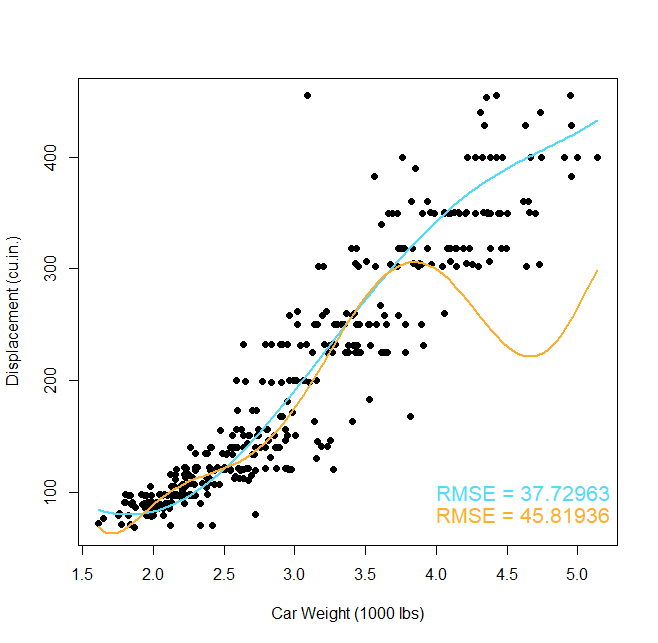 400
300
200
100
Displacement (cu.in.)
RMSE = 37.72963
RMSE = 45.81936
1.5 2.0 2.5 3.0 3.5 4.0 4.5 5.0
Car Weight (1000 lbs)